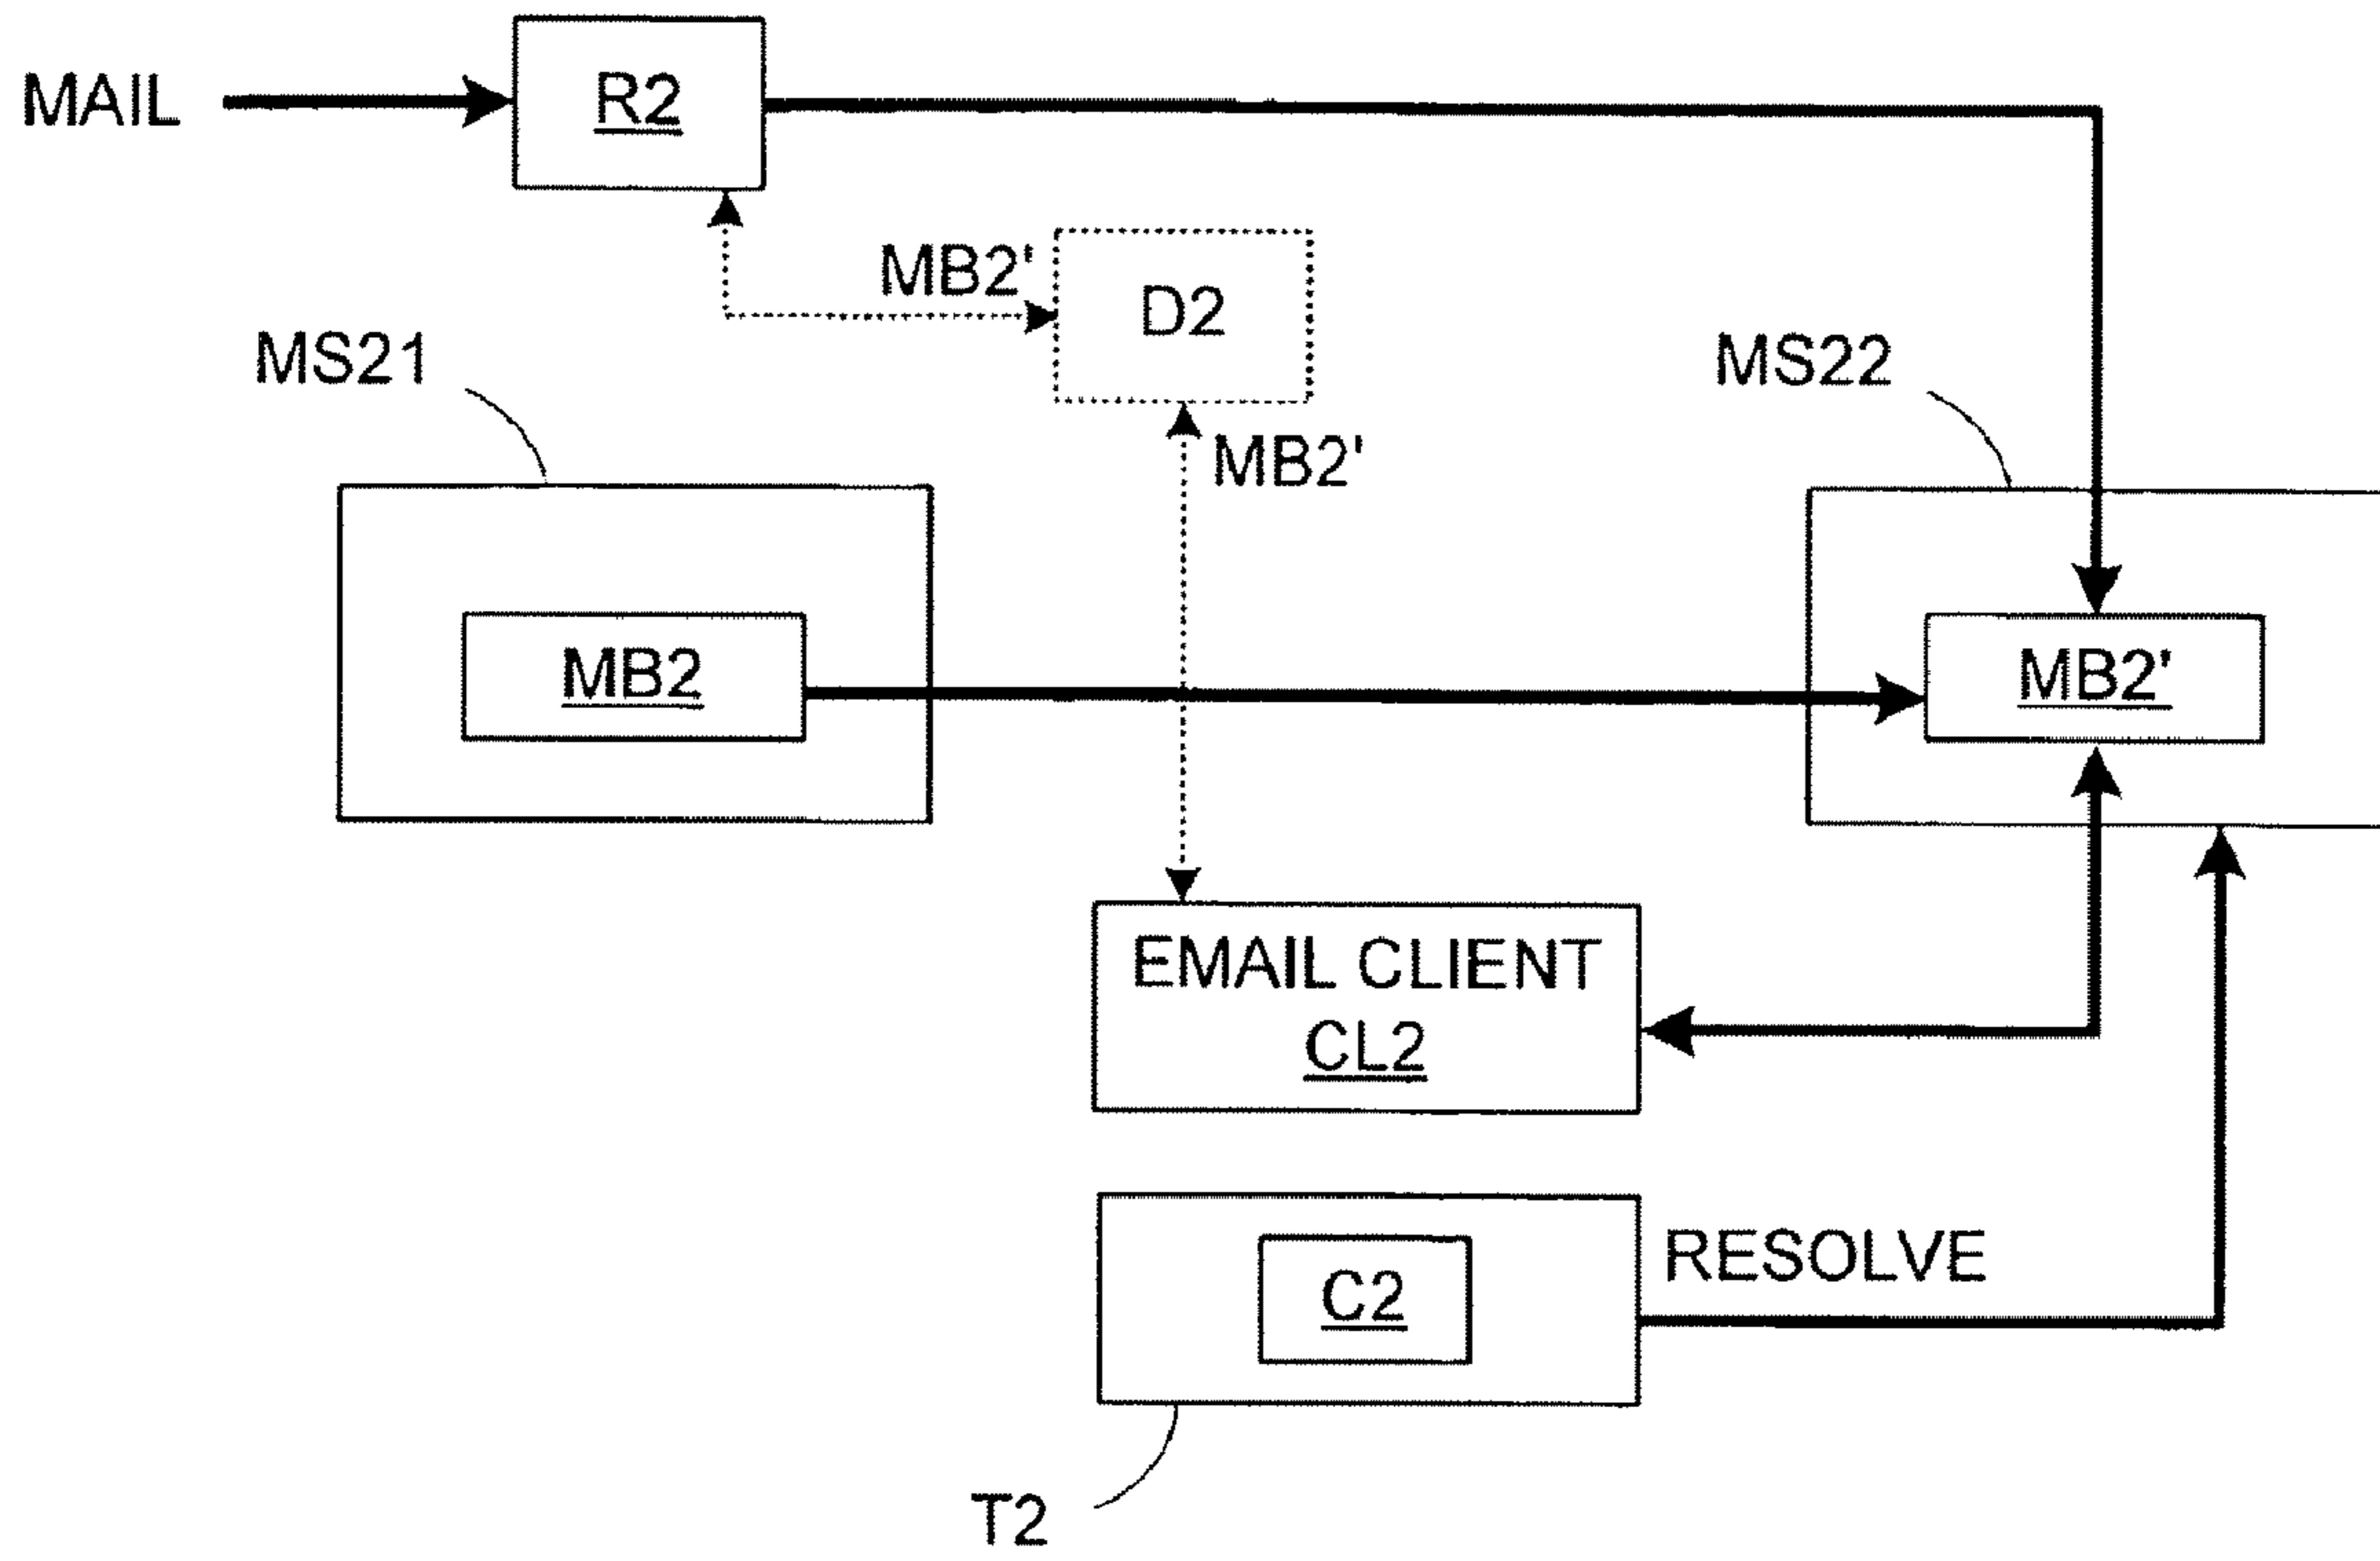 MAIL
R2
MB2'
D2
MS21
MS22
MB2'
MB2
MB2'
EMAIL CLIENT
CL2
RESOLVE
C2
T2